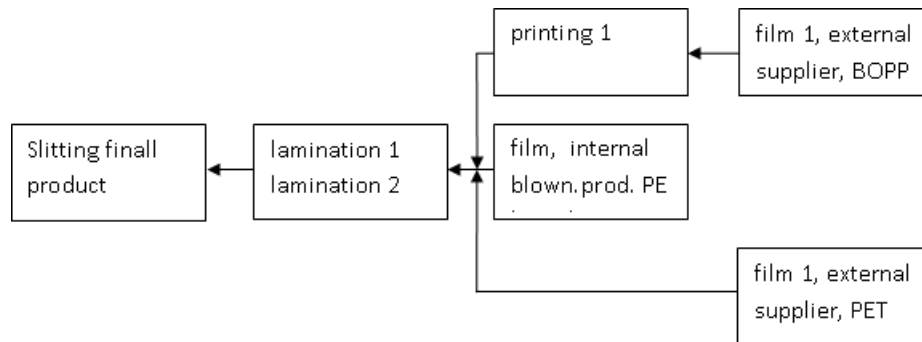 printing 1
film 1, external
supplier, BOPP
Slitting finall
product
lamination 1
lamination 2
film, internal
blown.prod. PE
film 1, external
supplier, PET